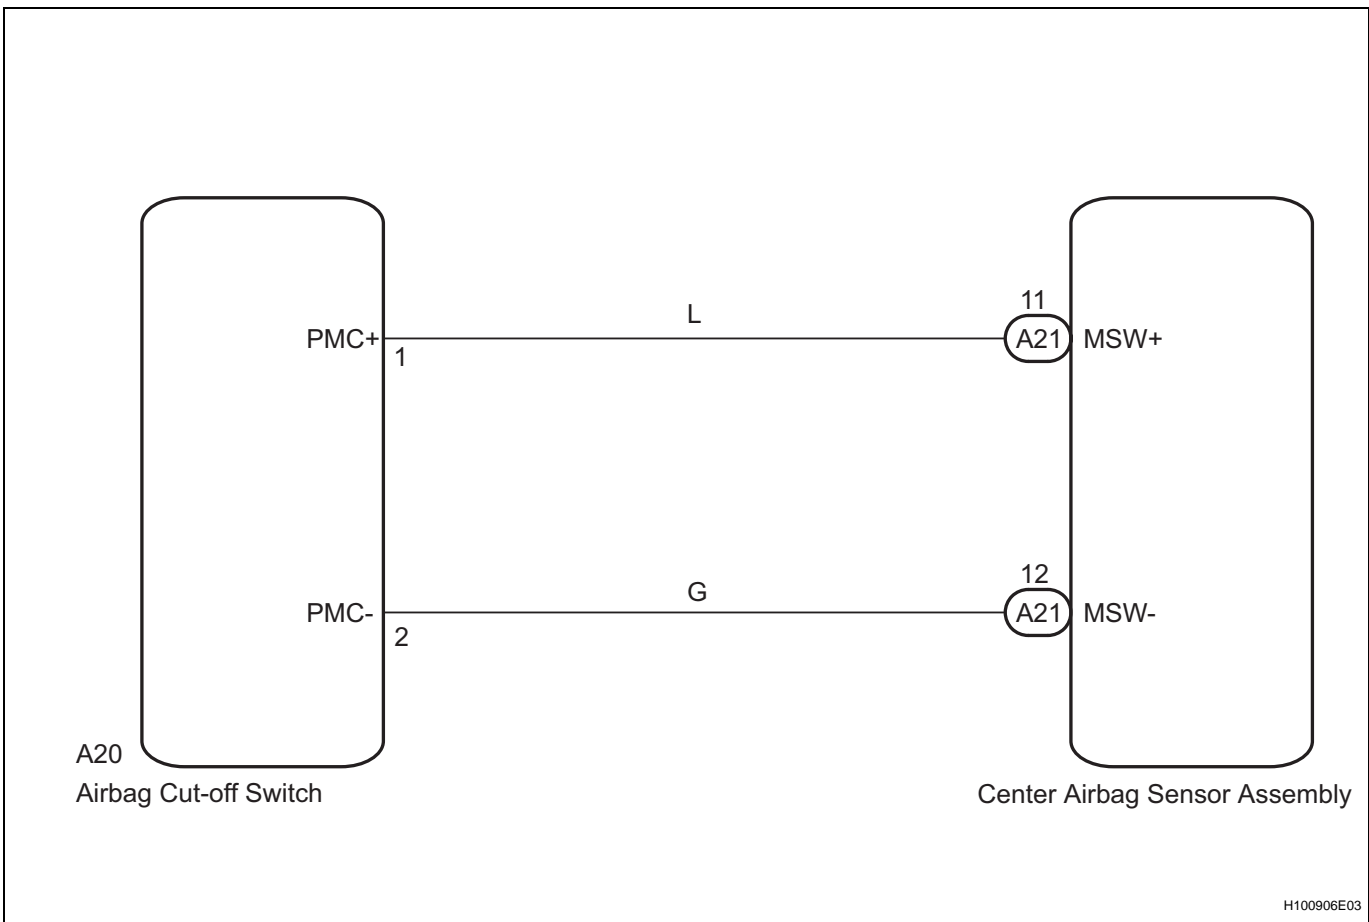 11
L
PMC+
A21
MSW+
1
12
G
PMC-
A21
MSW-
2
A20
Airbag Cut-off Switch
Center Airbag Sensor Assembly
H100906E03